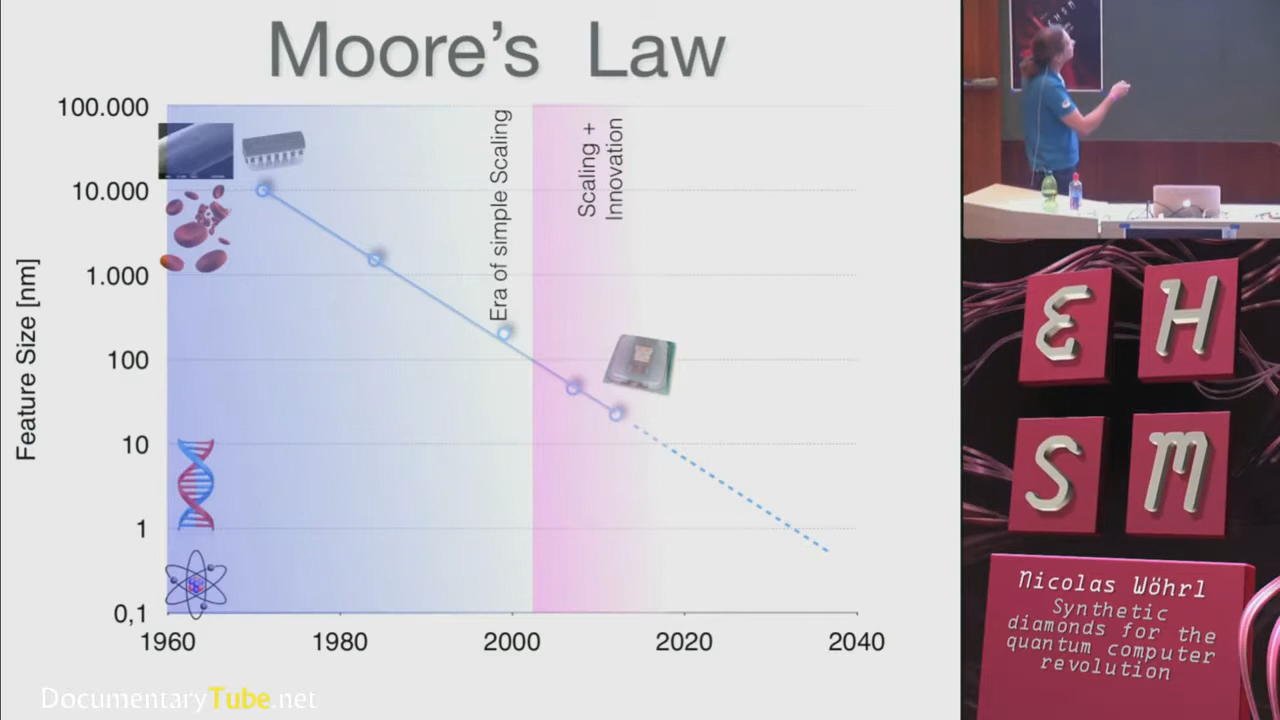 Moore's Law
100.000
10.000
1.000
100
10
1
0,1
Feature Size [nm]
Era of simple Scaling
Scaling +
Innovation
1960 1980 2000 2020 2040
DocumentaryTube.net
E H
S M
Nicolas Wöhrl
Synthetic
diamonds for the
quantum computer
revolution